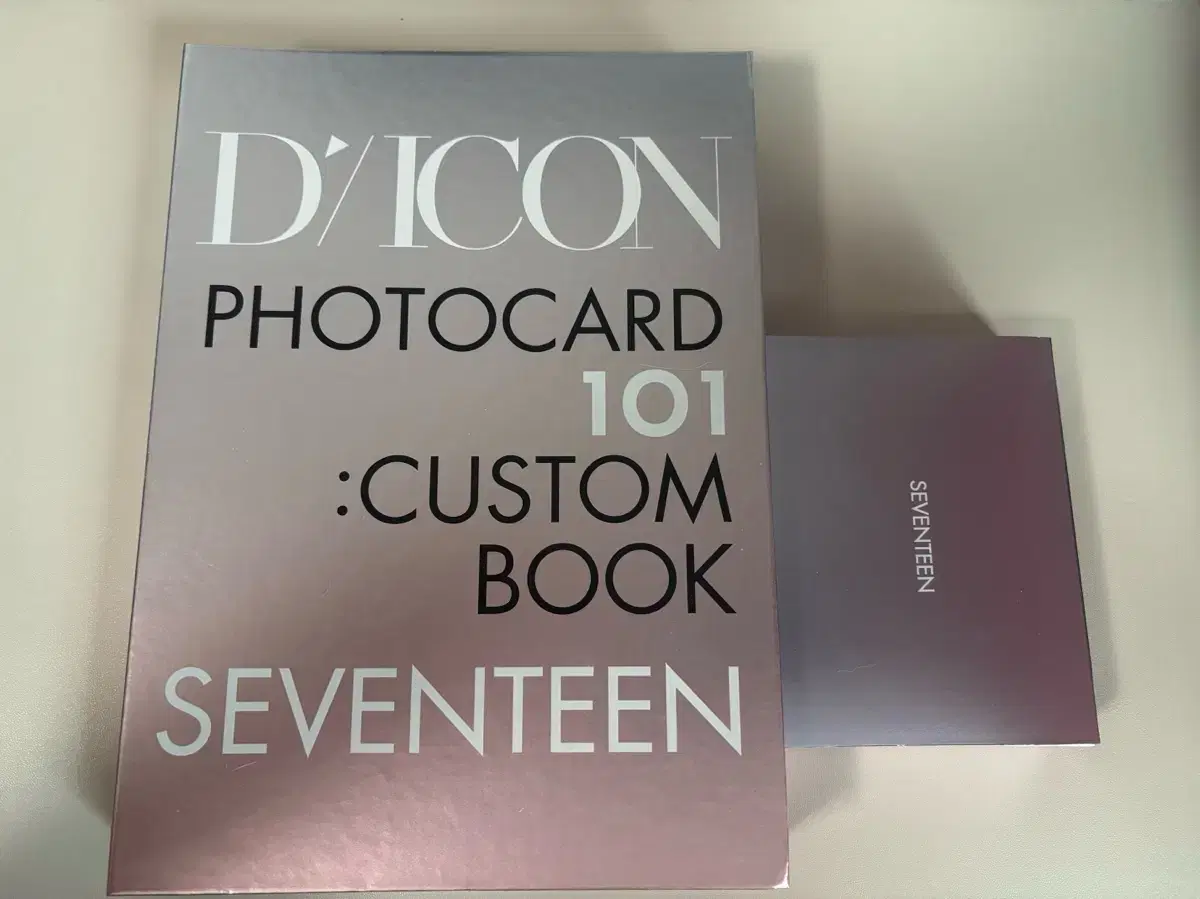 D'/ICON
PHOTOCARD
101
:CUSTOM
BOOK
SEVENTEEN
SEVENTEEN